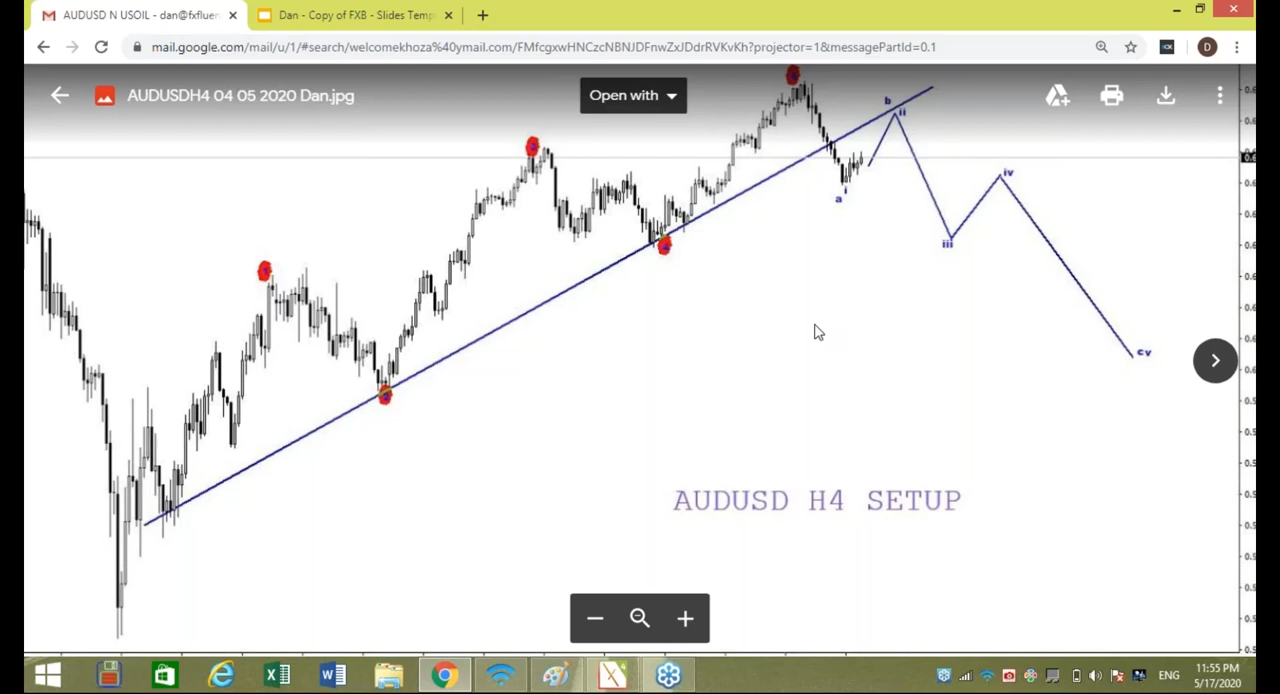 AUDUSD N USOIL - dan@fxfluen
Dan - Copy of FXB - Slides Temp
mail.google.com/mail/u/1/#search/welcomekhoza%40ymail.com/FMfcgxwHNCzcNBNJDFnwZxJDdrRVKvKh?projector=1&messagePartId=0.1
D
AUDUSDH4 04 05 2020 Dan.jpg
Open with
b
ii
iv
a
i
iii
cv
AUDUSD H4 SETUP
ENG
11:55 PM
5/17/2020